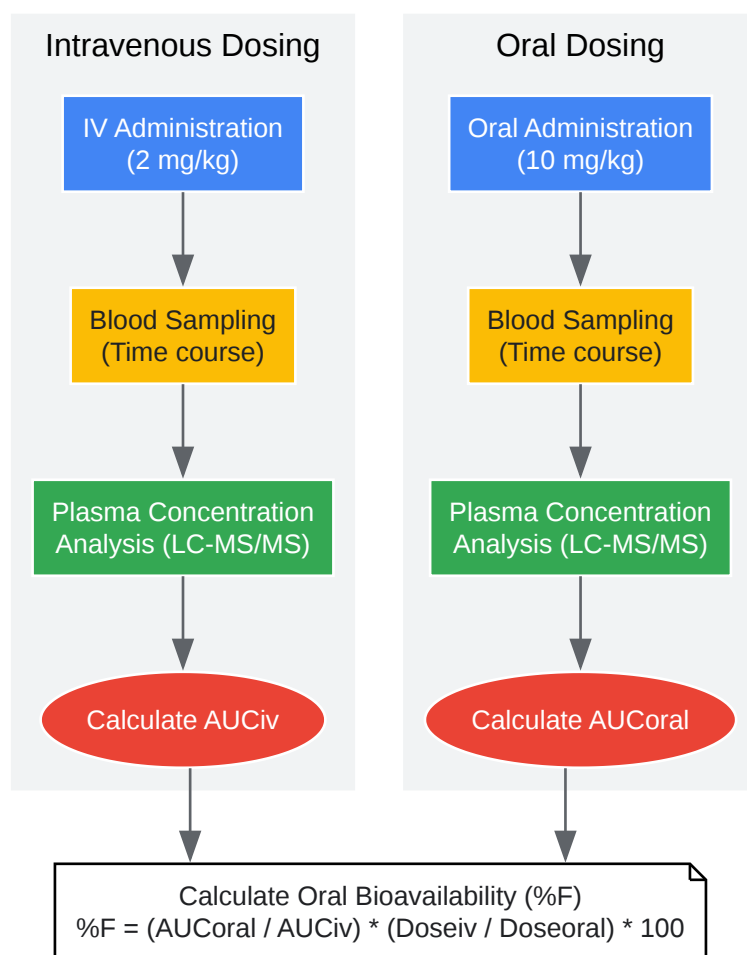 Intravenous Dosing
IV Administration
(2 mg/kg)
Blood Sampling
(Time course)
Plasma Concentration
Analysis (LC-MS/MS)
Calculate AUCiv
Oral Dosing
Oral Administration
(10 mg/kg)
Blood Sampling
(Time course)
Plasma Concentration
Analysis (LC-MS/MS)
Calculate AUCoral
Calculate Oral Bioavailability (%F)
%F = (AUCoral / AUCiv) * (Doseiv / Doseoral) * 100